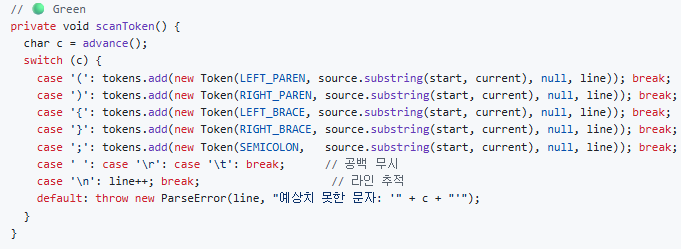 // 🟢 Green
private void scanToken() {
  char c = advance();
  switch (c) {
    case '(': tokens.add(new Token(LEFT_PAREN, source.substring(start, current), null, line)); break;
    case ')': tokens.add(new Token(RIGHT_PAREN, source.substring(start, current), null, line)); break;
    case '{': tokens.add(new Token(LEFT_BRACE, source.substring(start, current), null, line)); break;
    case '}': tokens.add(new Token(RIGHT_BRACE, source.substring(start, current), null, line)); break;
    case ';': tokens.add(new Token(SEMICOLON,   source.substring(start, current), null, line)); break;
    case ' ': case '\r': case '\t': break;      // 공백 무시
    case '\n': line++; break;                   // 라인 추적
    default: throw new ParseError(line, "예상치 못한 문자: '" + c + "'");
  }
}